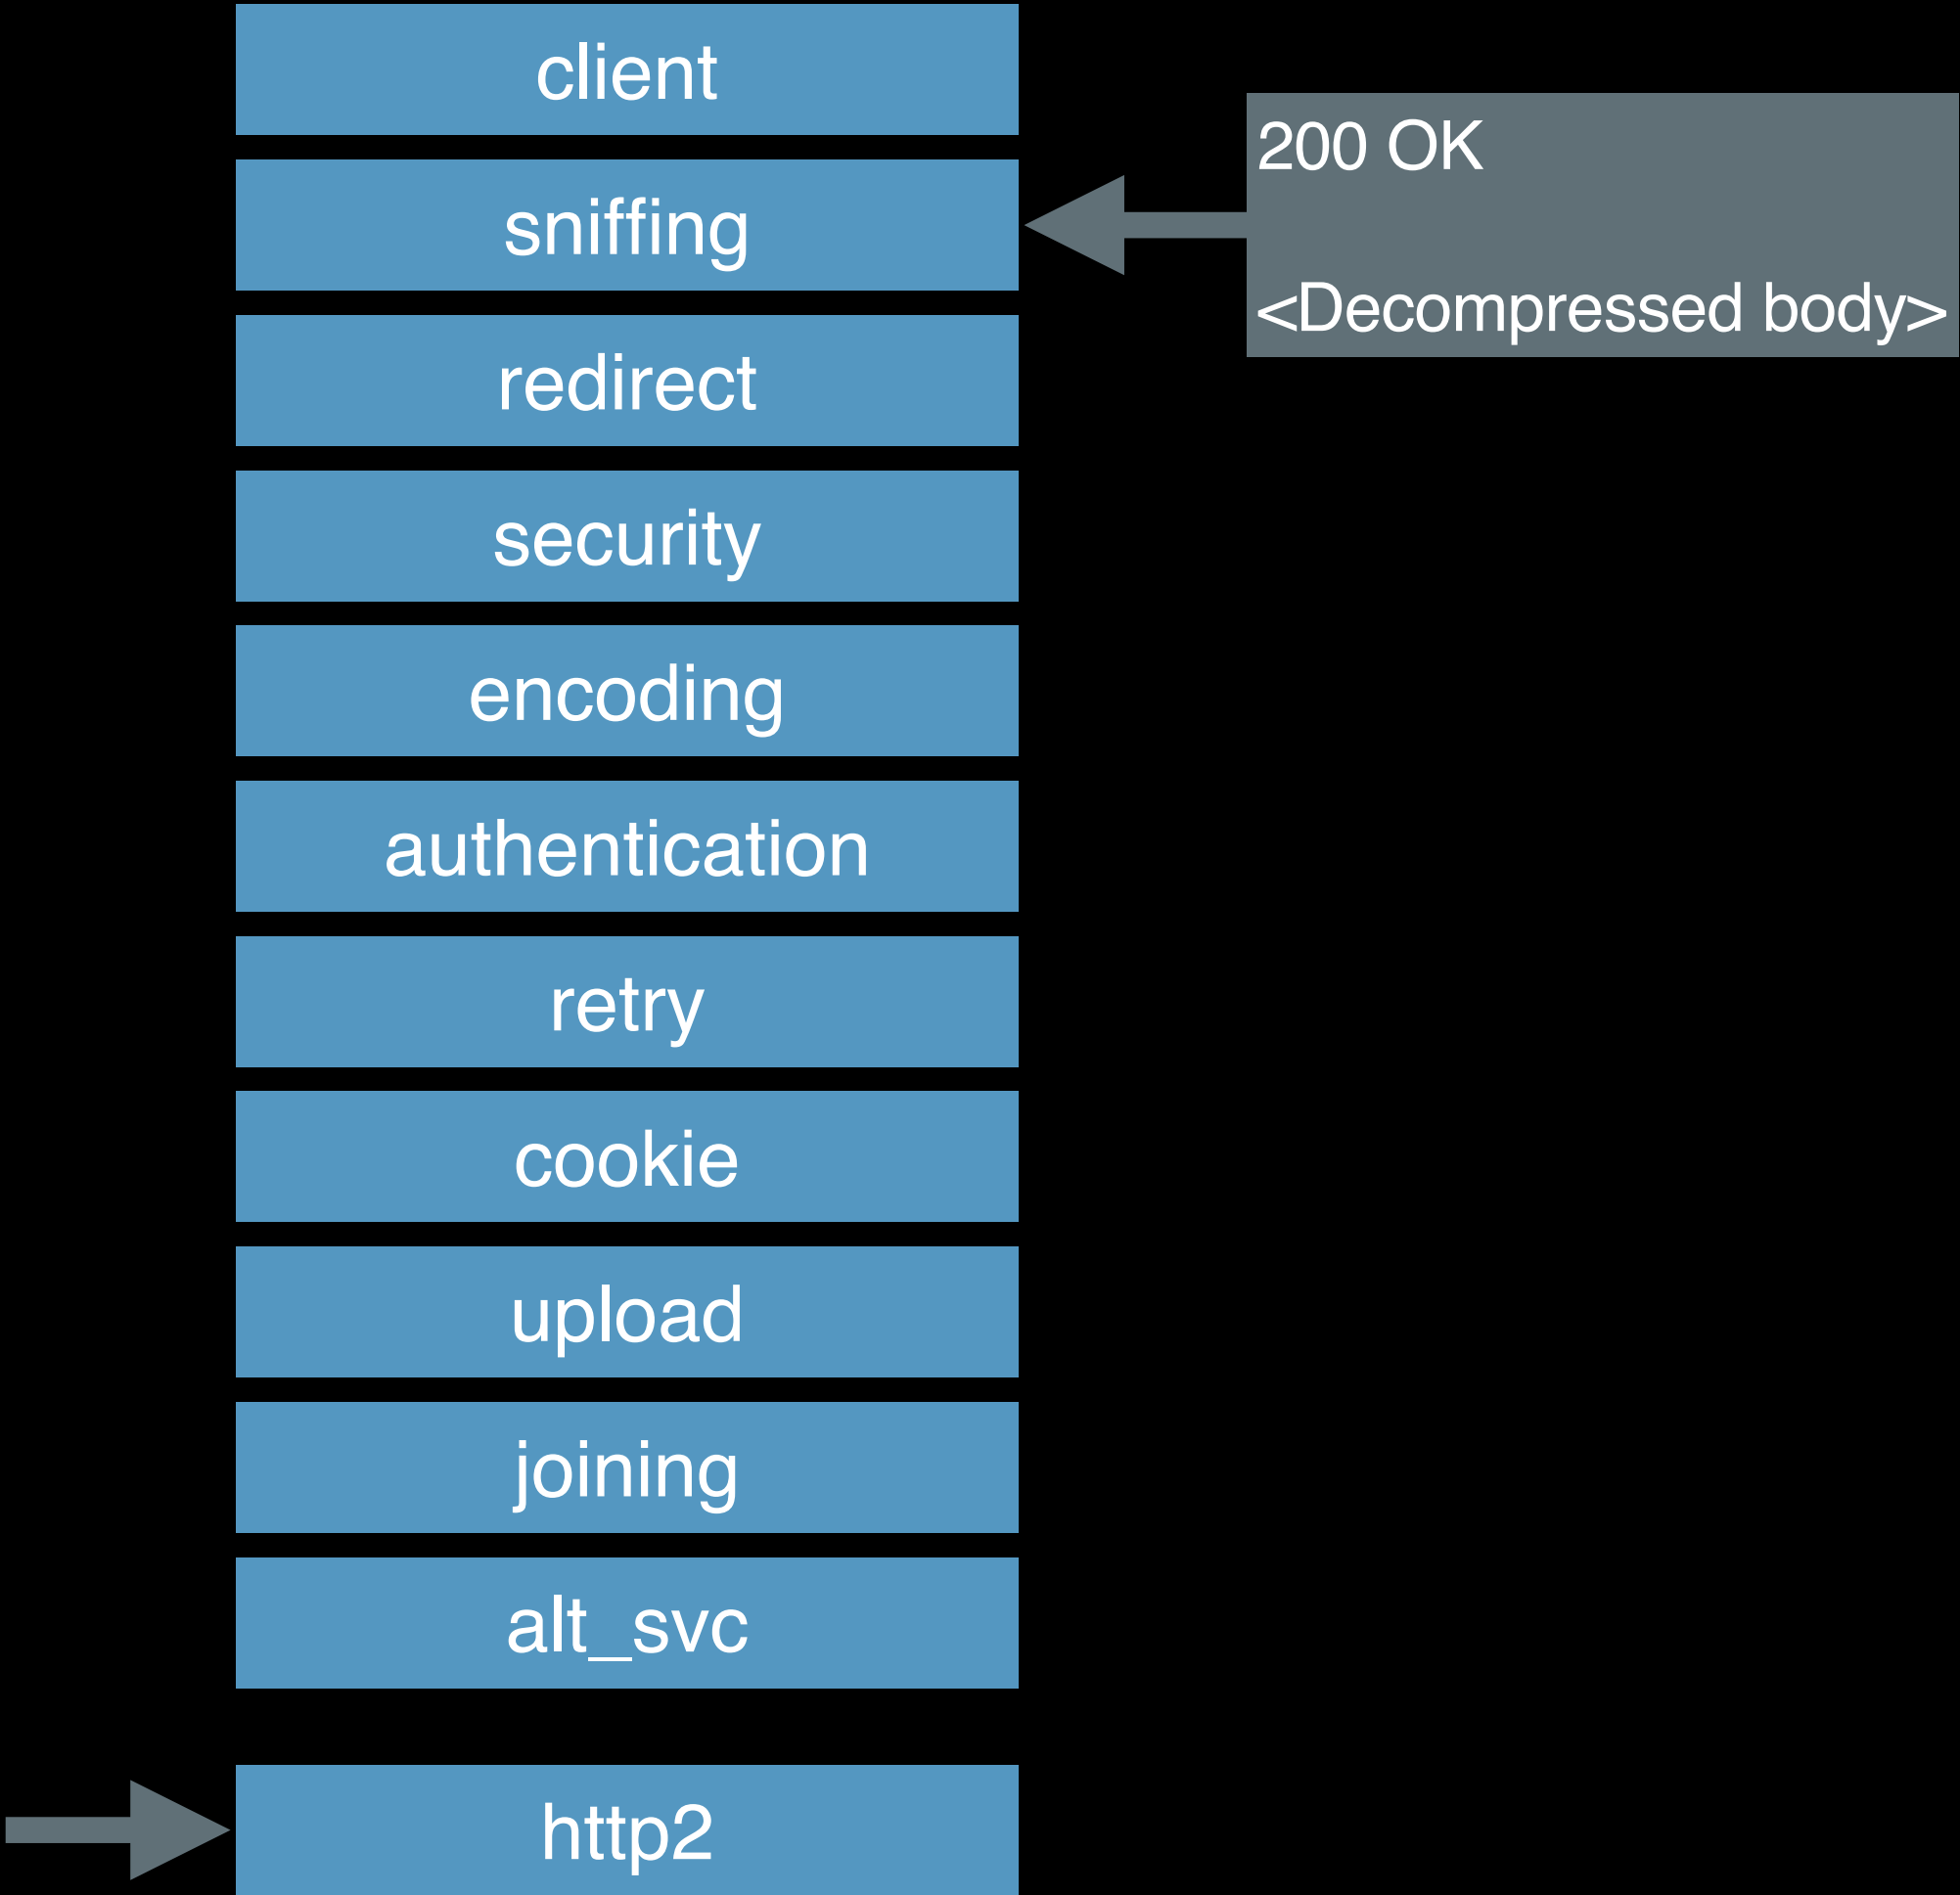 client
200 OK
sniffing
<Decompressed body>
redirect
security
encoding
authentication
retry
cookie
upload
joining
alt_svc
http2